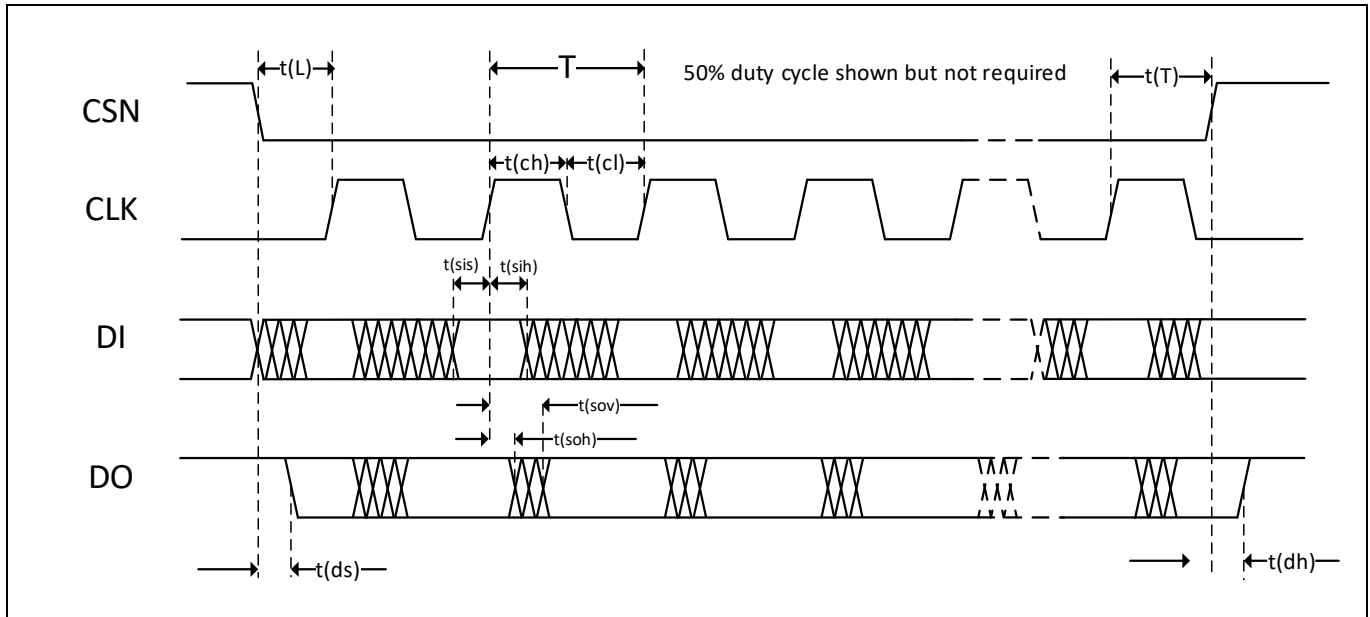 t(L)
T
50% duty cycle shown but not required
t(T)
CSN
t(ch)
t(cl)
CLK
t(sis)
t(sih)
DI
t(sov)
t(soh)
DO
t(ds)
t(dh)